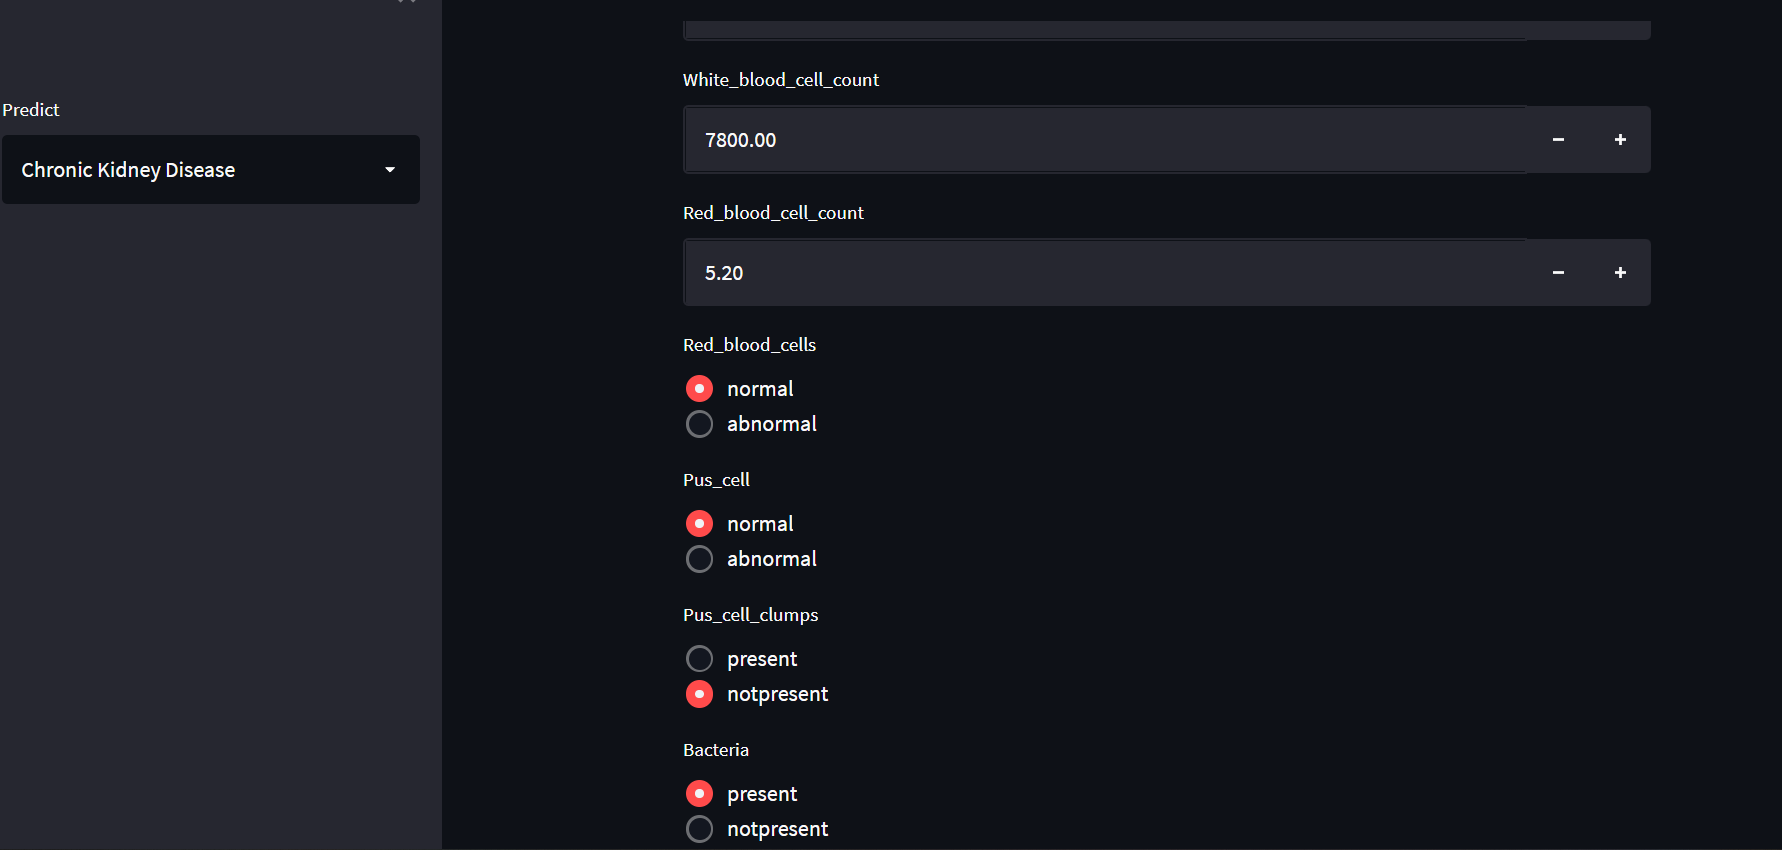 Predict
Chronic Kidney Disease
White_blood_cell_count
7800.00
Red_blood_cell_count
5.20
Red_blood_cells
normal
abnormal
Pus_cell
normal
abnormal
Pus_cell_clumps
present
notpresent
Bacteria
present
notpresent